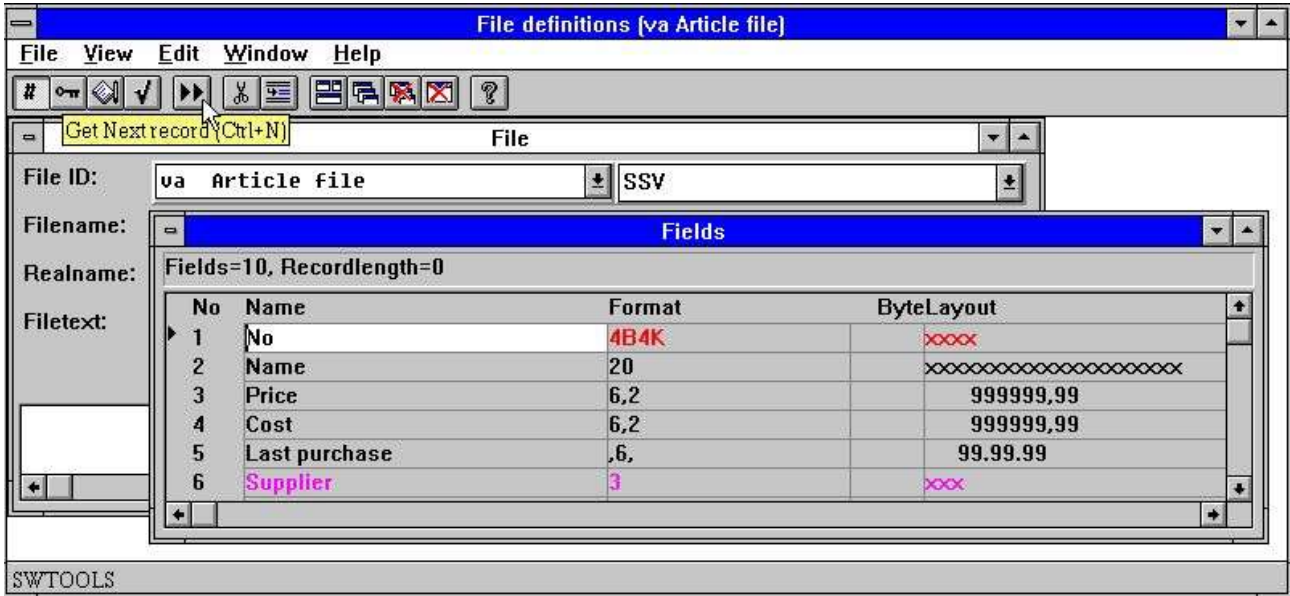 File definitions (va Article file)
File View Edit Window Help
#
?
Get Next record (Ctrl+N)
File
File ID: va Article file SSV
Filename:
Realname:
Filetext:
Fields
Fields=10, Recordlength=0
No Name Format ByteLayout
1 No 4B4K xxxx
2 Name 20 xxxxxxxxxxxxxxxxxxxx
3 Price 6,2 999999,99
4 Cost 6,2 999999,99
5 Last purchase ,6, 99.99.99
6 Supplier 3 xxx
SWTOOLS